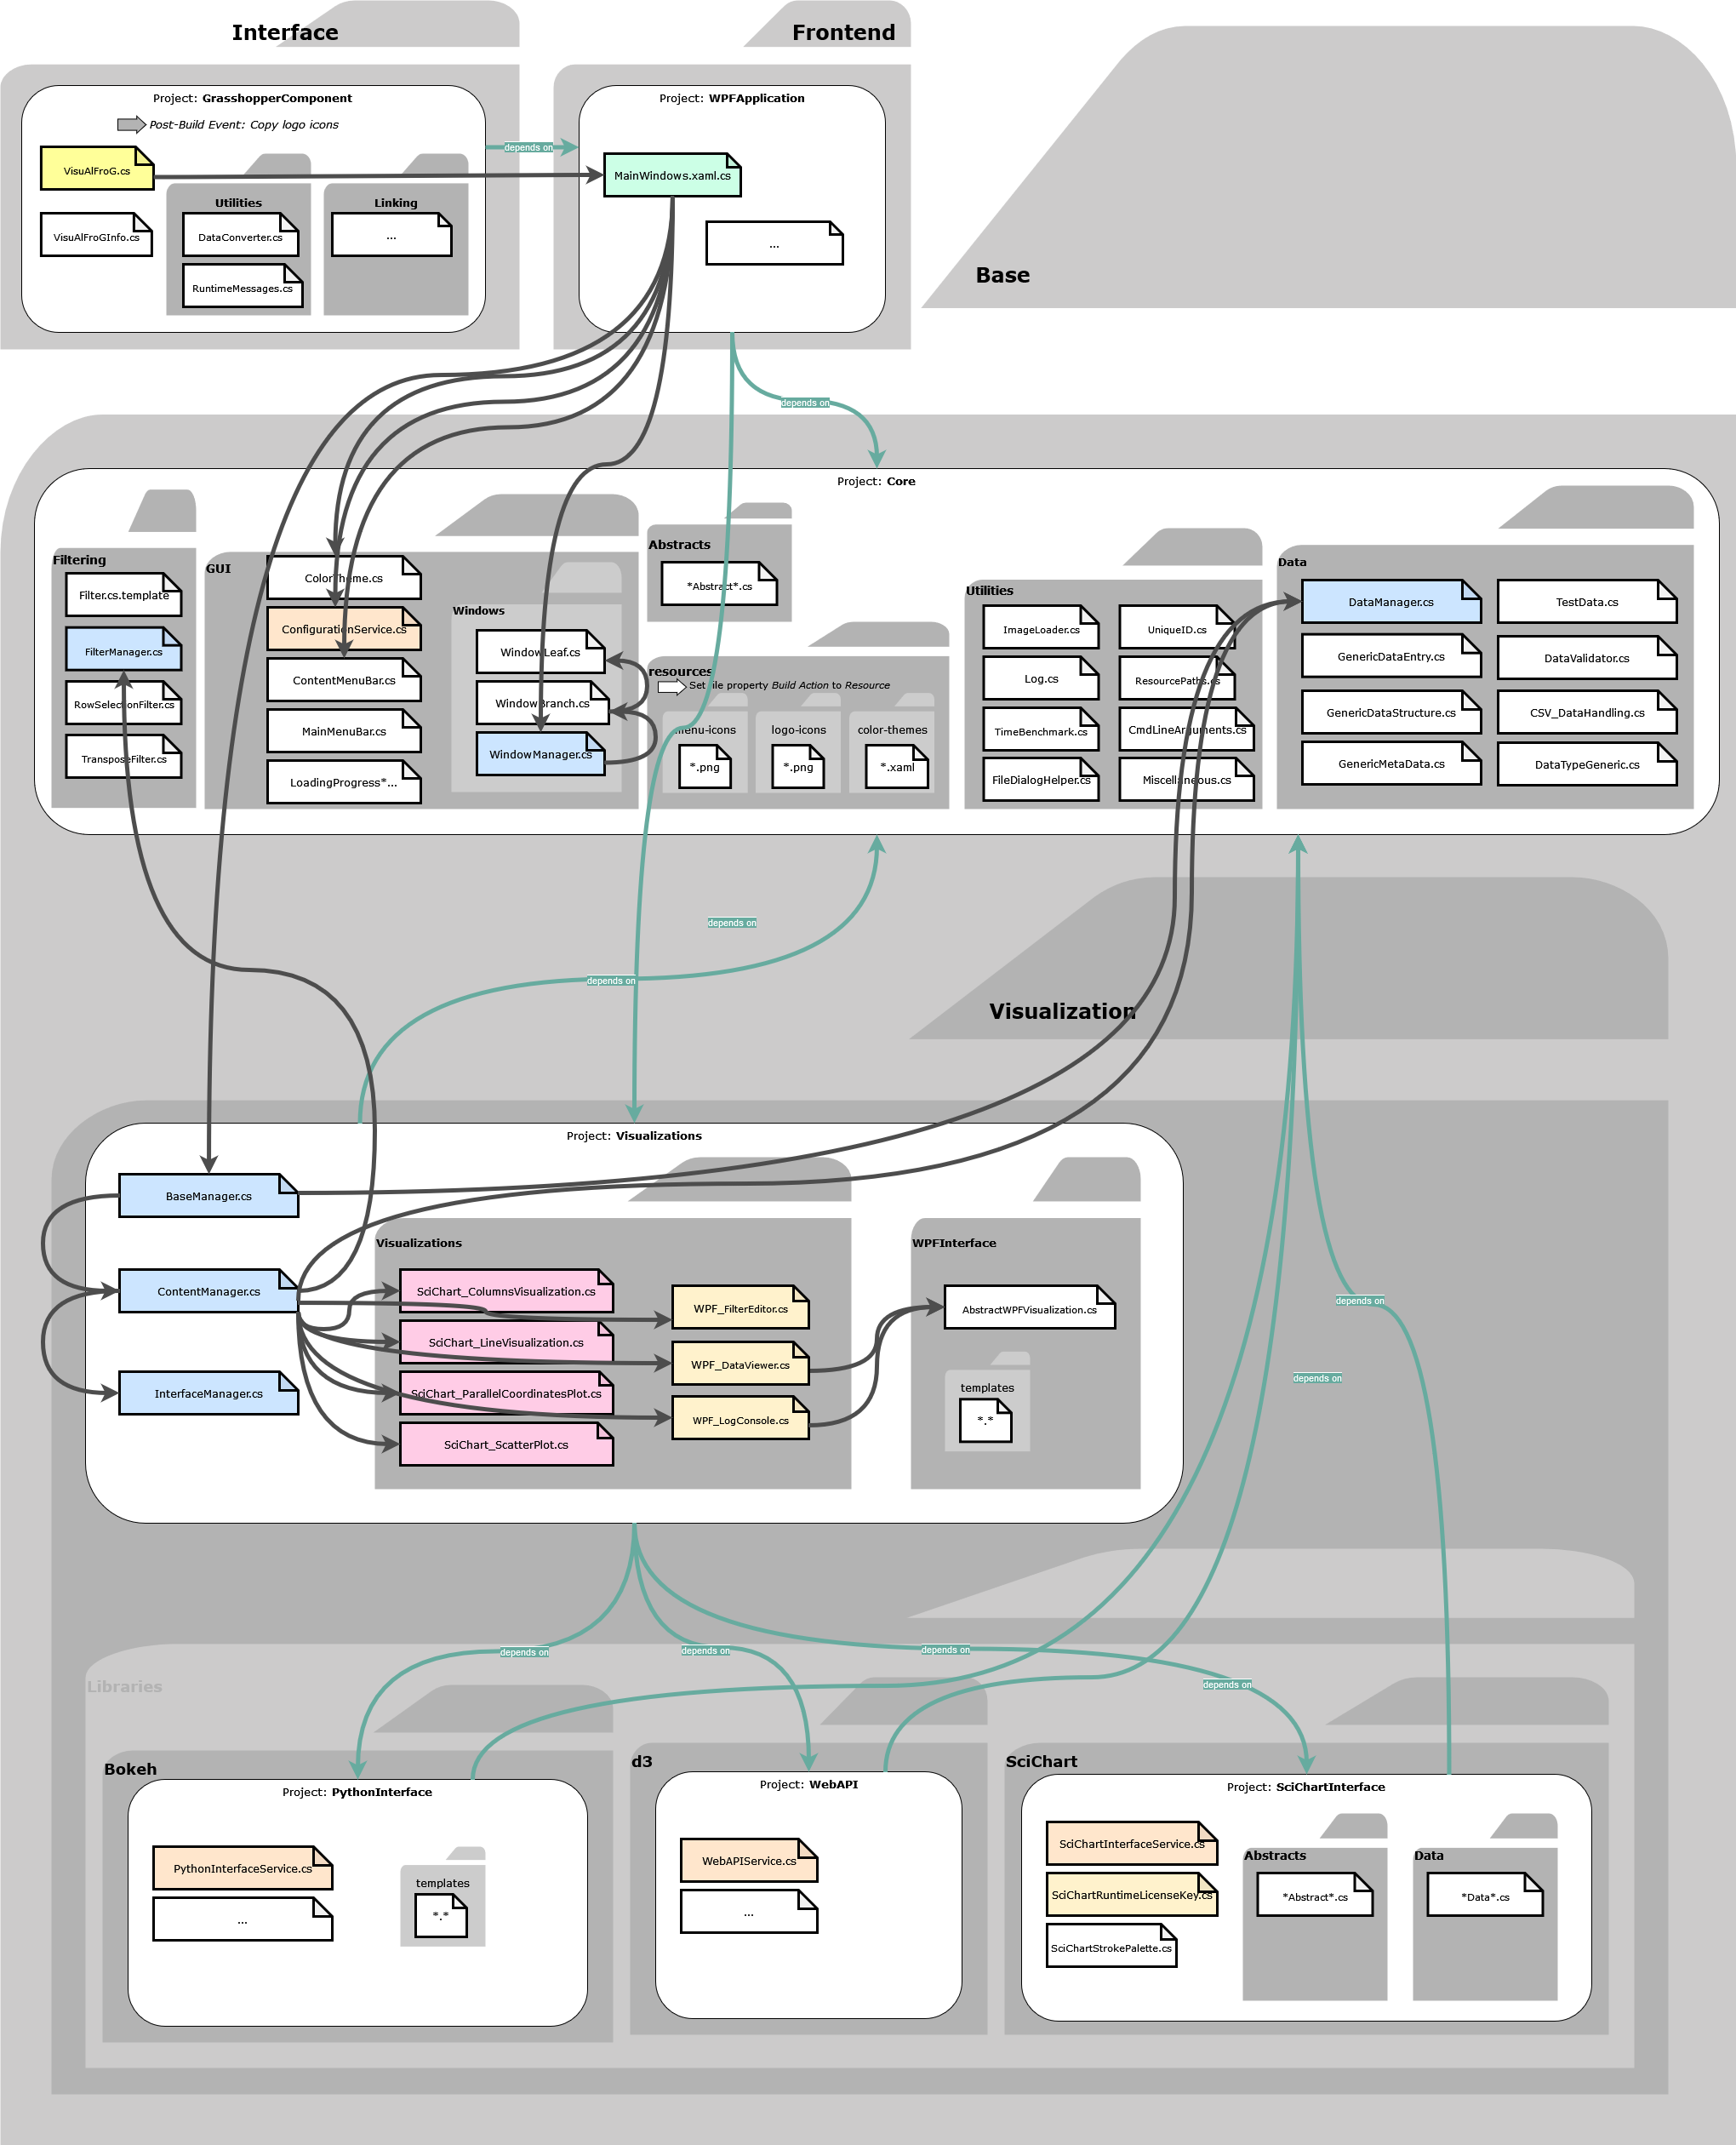 Interface
Frontend
Project: GrasshopperComponent
Post-Build Event: Copy logo icons
VisuAlFroG.cs
VisuAlFroGInfo.cs
Utilities
DataConverter.cs
RuntimeMessages.cs
Linking
...
depends on
Project: WPFApplication
MainWindows.xaml.cs
...
Base
depends on
Project: Core
Filtering
Filter.cs.template
FilterManager.cs
RowSelectionFilter.cs
TransposeFilter.cs
GUI
ColorTheme.cs
ConfigurationService.cs
ContentMenuBar.cs
MainMenuBar.cs
LoadingProgress*...
Windows
WindowLeaf.cs
WindowBranch.cs
WindowManager.cs
Abstracts
*Abstract*.cs
resources
Set file property Build Action to Resource
menu-icons
*.png
logo-icons
*.png
color-themes
*.xaml
Utilities
ImageLoader.cs
UniqueID.cs
Log.cs
ResourcePaths.cs
TimeBenchmark.cs
CmdLineArguments.cs
FileDialogHelper.cs
Miscellaneous.cs
Data
DataManager.cs
TestData.cs
GenericDataEntry.cs
DataValidator.cs
GenericDataStructure.cs
CSV_DataHandling.cs
GenericMetaData.cs
DataTypeGeneric.cs
depends on
depends on
Visualization
Project: Visualizations
BaseManager.cs
ContentManager.cs
InterfaceManager.cs
Visualizations
SciChart_ColumnsVisualization.cs
SciChart_LineVisualization.cs
SciChart_ParallelCoordinatesPlot.cs
SciChart_ScatterPlot.cs
WPF_FilterEditor.cs
WPF_DataViewer.cs
WPF_LogConsole.cs
WPFInterface
AbstractWPFVisualization.cs
templates
*.*
depends on
depends on
depends on
depends on
depends on
depends on
Libraries
Bokeh
Project: PythonInterface
PythonInterfaceService.cs
...
templates
*.*
d3
Project: WebAPI
WebAPIService.cs
...
SciChart
Project: SciChartInterface
SciChartInterfaceService.cs
SciChartRuntimeLicenseKey.cs
SciChartStrokePalette.cs
Abstracts
*Abstract*.cs
Data
*Data*.cs